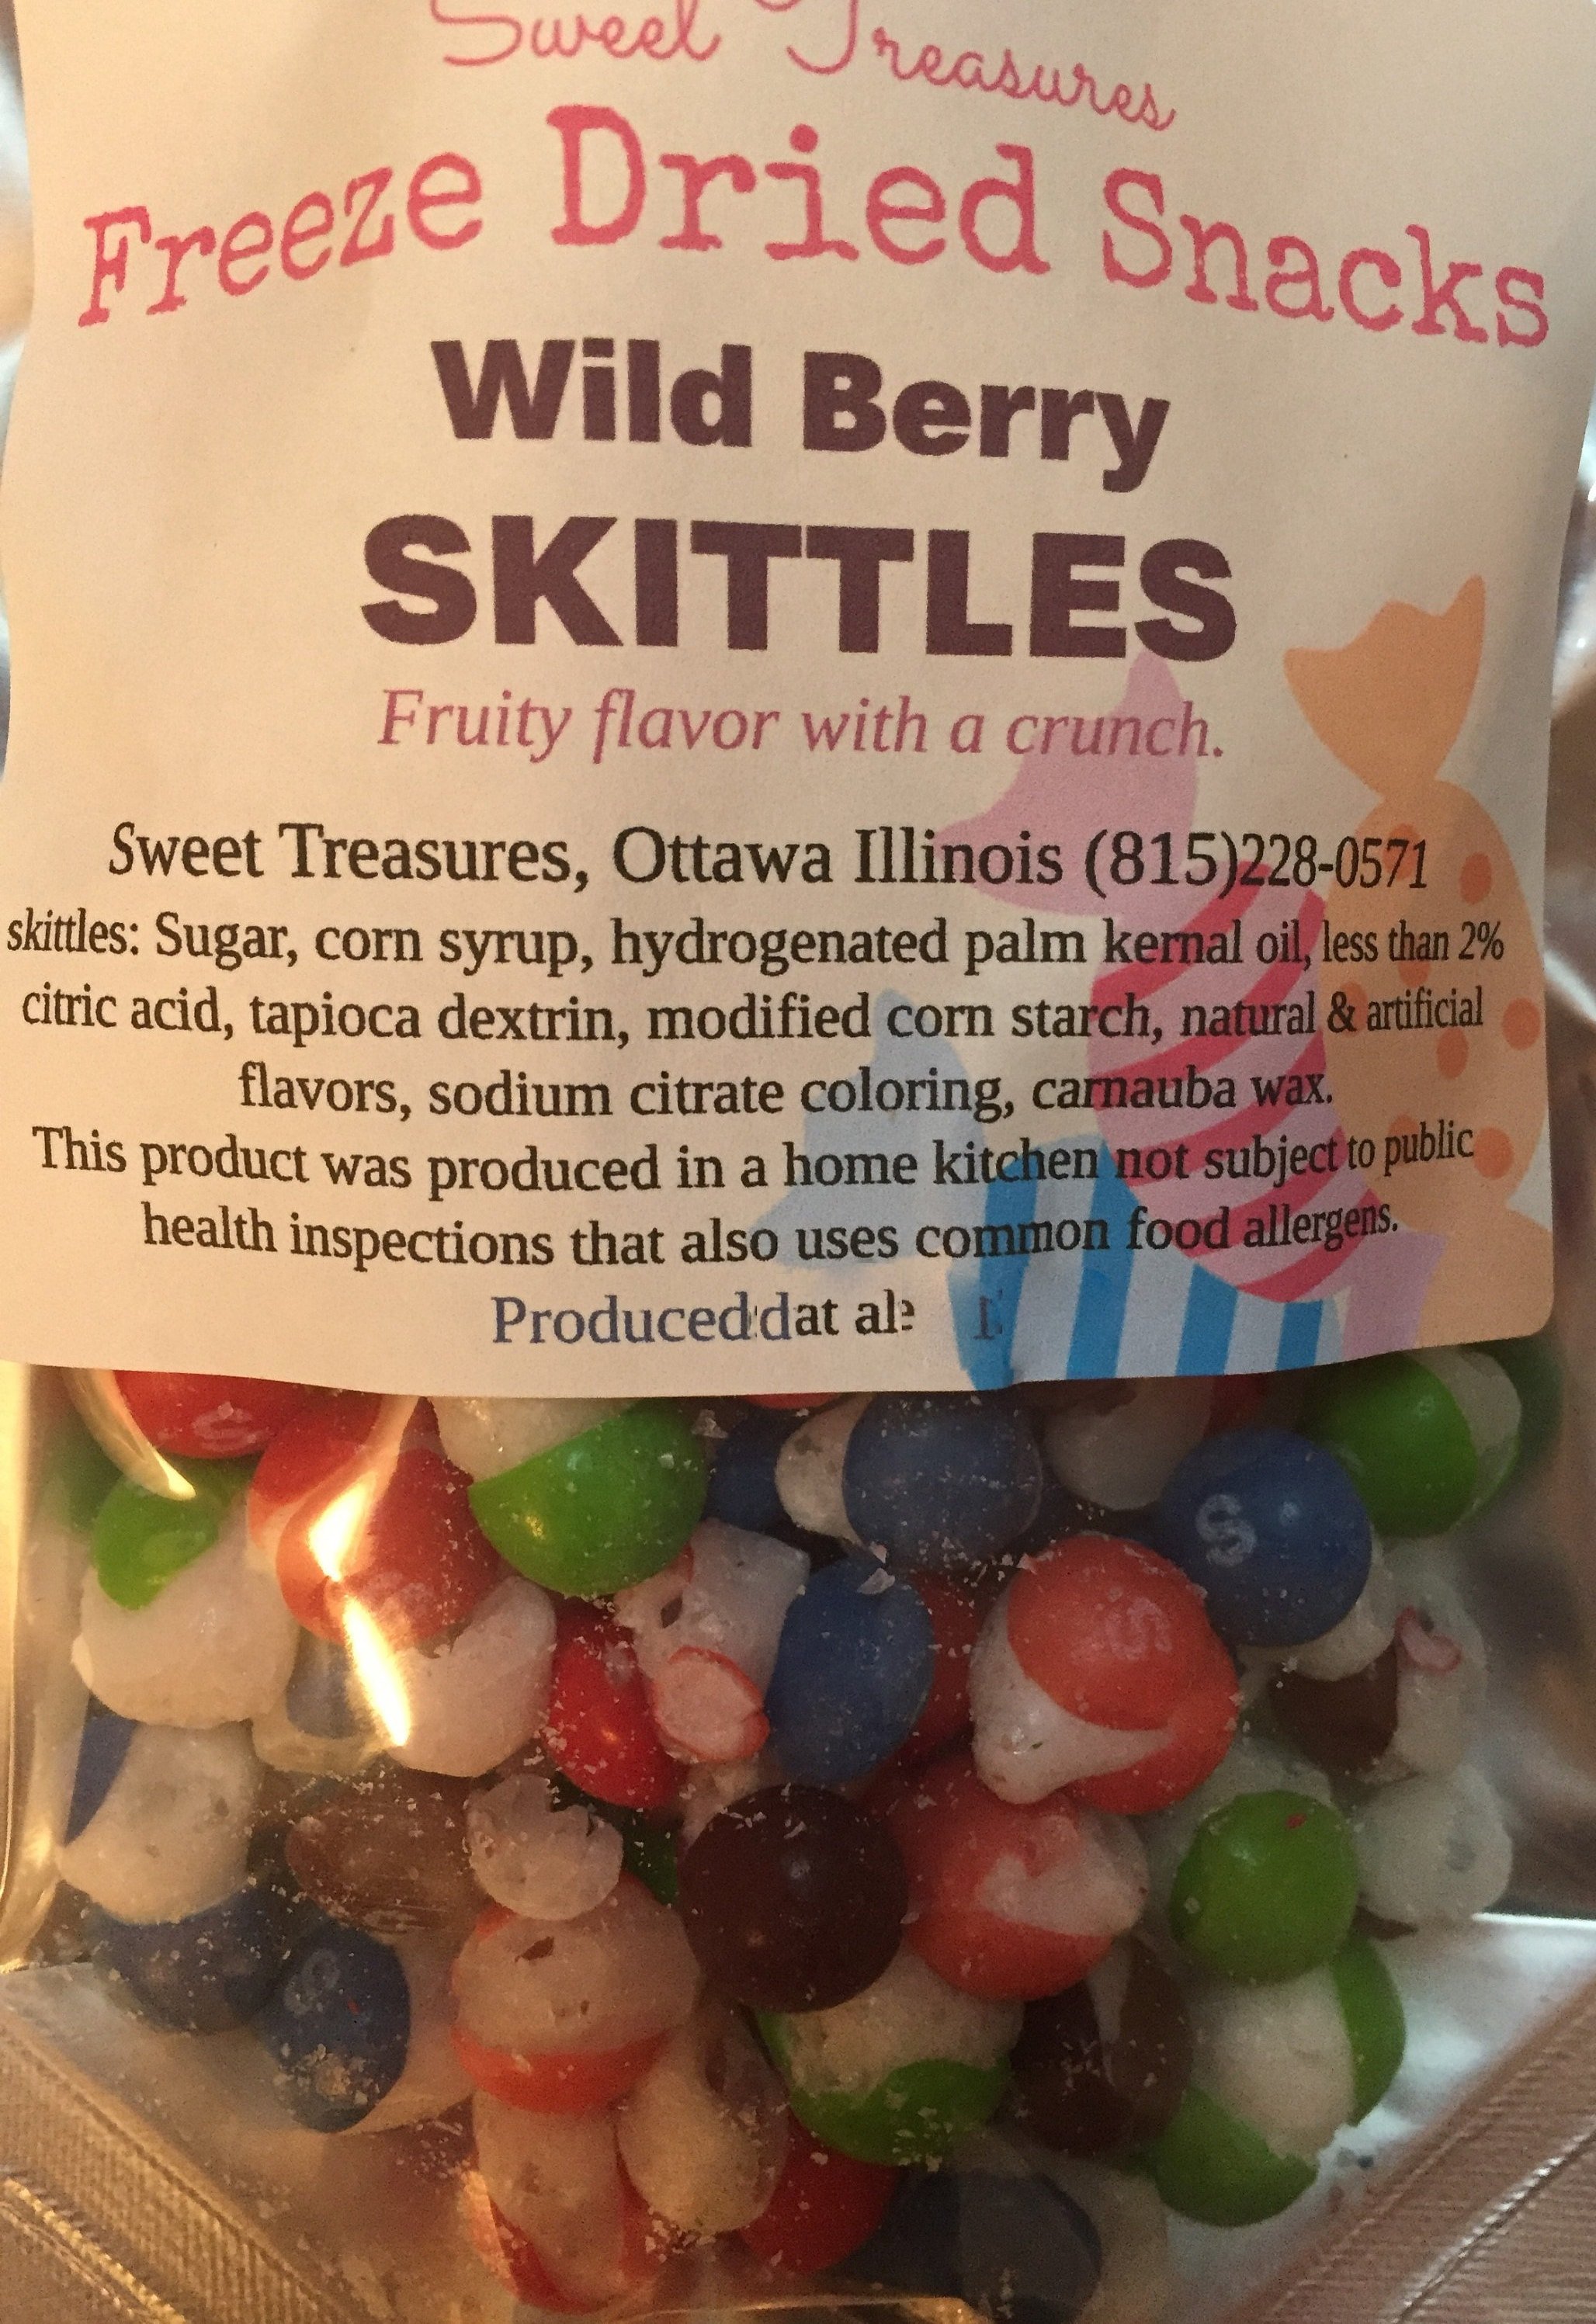 Sweet Treasures
Freeze Dried Snacks
Wild Berry
SKITTLES
Fruity flavor with a crunch.
Sweet Treasures, Ottawa Illinois (815)228-0571
skittles: Sugar, corn syrup, hydrogenated palm kernal oil, less than 2%
citric acid, tapioca dextrin, modified corn starch, natural & artificial
flavors, sodium citrate coloring, carnauba wax.
This product was produced in a home kitchen not subject to public
health inspections that also uses common food allergens.
Produced
S
S
S